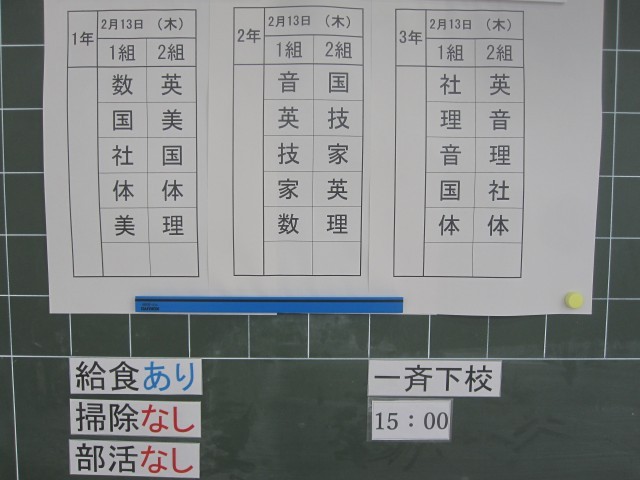 1年 2月13日 （木）
1組 2組
数 英
国 美
社 国
体 体
美 理
2年 2月13日 （木）
1組 2組
音 国
英 技
技 家
家 英
数 理
3年 2月13日 （木）
1組 2組
社 英
理 音
音 理
国 社
体 体
給食あり
掃除なし
部活なし
一斉下校
15：00